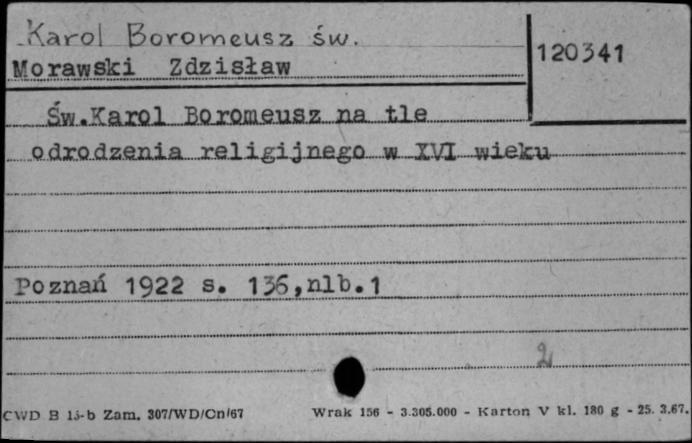 Karol Boromeusz św.
120341
Morawski Zdzisław
Św.Karol Boromeusz na tle
odrodzenia religijnego w XVI wieku
Poznań 1922 s. 136,nlb.1
2
CWD B 15-b Zam. 307/WD/Cn/67 Wrak 156 - 3.305.000 - Karton V kl. 180 g - 25. 3.67.